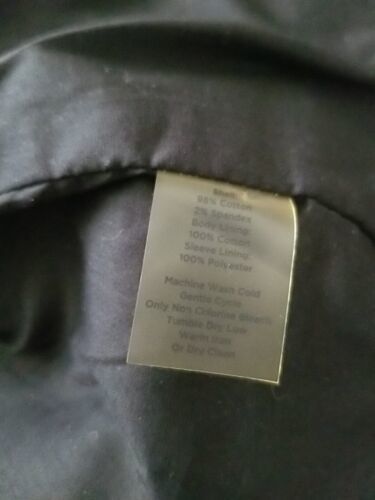 Shell:
98% Cotton
2% Spandex
Body Lining:
100% Cotton
Sleeve Lining:
100% Polyester
Machine Wash Cold
Gentle Cycle
Only Non Chlorine Bleach
Tumble Dry Low
Warm Iron
Or Dry Clean